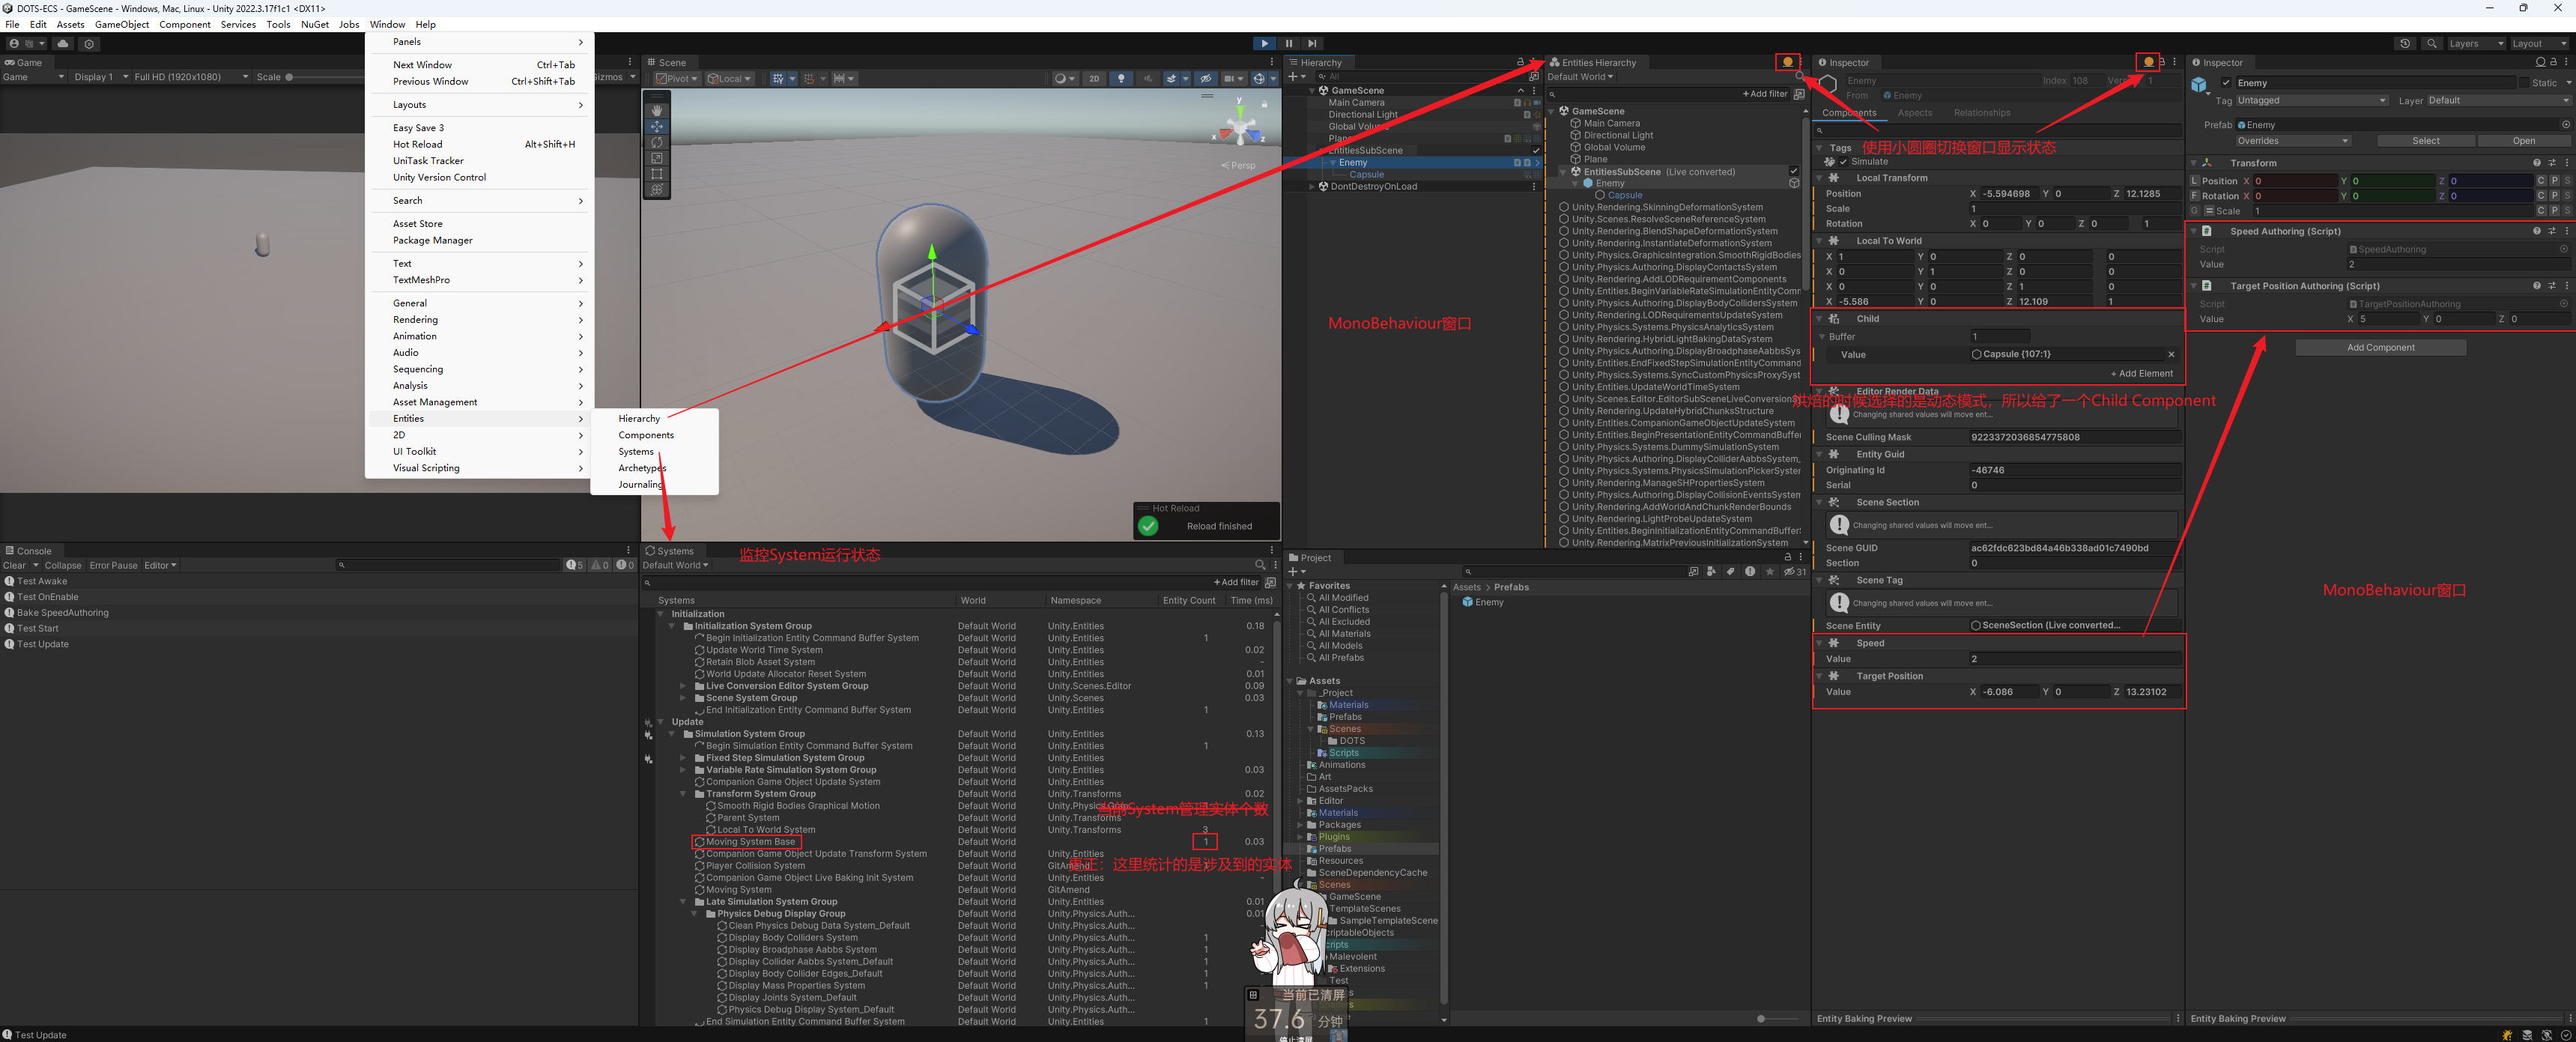 DOTS-ECS - GameScene - Windows, Mac, Linux - Unity 2022.3.17f1c1 <DX11>
File Edit Assets GameObject Component Services Tools NuGet Jobs Window Help
Layers Layout
Game
Game Display 1 Full HD (1920x1080) Scale Gizmos
Panels
Next Window Ctrl+Tab
Previous Window Ctrl+Shift+Tab
Layouts
Easy Save 3
Hot Reload Alt+Shift+H
UniTask Tracker
Unity Version Control
Search
Asset Store
Package Manager
Text
TextMeshPro
General
Rendering
Animation
Audio
Sequencing
Analysis
Asset Management
Entities
2D
UI Toolkit
Visual Scripting
Hierarchy
Components
Systems
Archetypes
Journaling
Scene
Pivot Local 2D
y
x
z
Persp
Hot Reload
Reload finished
Hierarchy
All
GameScene
Main Camera
Directional Light
Global Volume
Plane
EntitiesSubScene
Enemy
Capsule
DontDestroyOnLoad
MonoBehaviour窗口
Entities Hierarchy
Default World
Add filter
GameScene
Main Camera
Directional Light
Global Volume
Plane
EntitiesSubScene (Live converted)
Enemy
Capsule
Unity.Rendering.SkinningDeformationSystem
Unity.Scenes.ResolveSceneReferenceSystem
Unity.Rendering.BlendShapeDeformationSystem
Unity.Rendering.InstantiateDeformationSystem
Unity.Physics.GraphicsIntegration.SmoothRigidBodies
Unity.Physics.Authoring.DisplayContactsSystem
Unity.Rendering.AddLODRequirementComponents
Unity.Entities.BeginVariableRateSimulationEntityComm
Unity.Physics.Authoring.DisplayBodyCollidersSystem
Unity.Rendering.LODRequirementsUpdateSystem
Unity.Physics.Systems.PhysicsAnalyticsSystem
Unity.Rendering.HybridLightBakingDataSystem
Unity.Physics.Authoring.DisplayBroadphaseAabbsSys
Unity.Entities.EndFixedStepSimulationEntityCommand
Unity.Physics.Systems.SyncCustomPhysicsProxySyst
Unity.Entities.UpdateWorldTimeSystem
Unity.Scenes.Editor.EditorSubSceneLiveConversionS
Unity.Rendering.UpdateHybridChunksStructure
Unity.Entities.CompanionGameObjectUpdateSystem
Unity.Entities.BeginPresentationEntityCommandBuffer
Unity.Physics.Systems.DummySimulationSystem
Unity.Physics.Authoring.DisplayColliderAabbsSystem_
Unity.Physics.Systems.PhysicsSimulationPickerSyster
Unity.Rendering.ManageSHPropertiesSystem
Unity.Physics.Authoring.DisplayCollisionEventsSystem
Unity.Rendering.AddWorldAndChunkRenderBounds
Unity.Rendering.LightProbeUpdateSystem
Unity.Entities.BeginInitializationEntityCommandBuffer
Unity.Rendering.MatrixPreviousInitializationSystem
Inspector
Enemy Index 108 Vers 1
From Enemy
Components Aspects Relationships
使用小圆圈切换窗口显示状态
Tags
Simulate
Local Transform
Position X -5.594698 Y 0 Z 12.1285
Scale 1
Rotation X 0 Y 0 Z 0 1
Local To World
X 1 Y 0 Z 0 0
X 0 Y 1 Z 0 0
X 0 Y 0 Z 1 0
X -5.586 Y 0 Z 12.109 1
Child
Buffer 1
Value Capsule {107:1}
+ Add Element
Editor Render Data
烘焙的时候选择的是动态模式，所以给了一个Child Component
Changing shared values will move ent...
Scene Culling Mask 9223372036854775808
Entity Guid
Originating Id -46746
Serial 0
Scene Section
Changing shared values will move ent...
Scene GUID ac62fdc623bd84a46b338ad01c7490bd
Section 0
Scene Tag
Changing shared values will move ent...
Scene Entity SceneSection (Live converted...
Speed
Value 2
Target Position
Value X -6.086 Y 0 Z 13.23102
Entity Baking Preview
Inspector
Enemy Static
Tag Untagged Layer Default
Prefab Enemy
Overrides Select Open
Transform
L Position X 0 Y 0 Z 0 C P S
F Rotation X 0 Y 0 Z 0 C P S
G Scale 1 C P S
Speed Authoring (Script)
Script SpeedAuthoring
Value 2
Target Position Authoring (Script)
Script TargetPositionAuthoring
Value X 5 Y 0 Z 0
Add Component
MonoBehaviour窗口
Entity Baking Preview
Console
Clear Collapse Error Pause Editor 5 0 0
Test Awake
Test OnEnable
Bake SpeedAuthoring
Test Start
Test Update
Test Update
Systems
监控System运行状态
Default World
Add filter
Systems World Namespace Entity Count Time (ms)
Initialization
Initialization System Group Default World Unity.Entities 0.18
Begin Initialization Entity Command Buffer System Default World Unity.Entities 1
Update World Time System Default World Unity.Entities 0.02
Retain Blob Asset System Default World Unity.Entities -
World Update Allocator Reset System Default World Unity.Entities 0.01
Live Conversion Editor System Group Default World Unity.Scenes.Editor 0.09
Scene System Group Default World Unity.Scenes 0.03
End Initialization Entity Command Buffer System Default World Unity.Entities 1
Update
Simulation System Group Default World Unity.Entities 0.13
Begin Simulation Entity Command Buffer System Default World Unity.Entities 1
Fixed Step Simulation System Group Default World Unity.Entities
Variable Rate Simulation System Group Default World Unity.Entities 0.03
Companion Game Object Update System Default World Unity.Entities
Transform System Group Default World Unity.Transforms 0.02
Smooth Rigid Bodies Graphical Motion Default World
当前System管理实体个数
Parent System Default World Unity.Transforms
Local To World System Default World Unity.Transforms 3
Moving System Base Default World 1 0.03
Companion Game Object Update Transform System Default World Unity.Entities
Player Collision System Default World GitAmend
更正：这里统计的是涉及到的实体
Companion Game Object Live Baking Init System Default World Unity.Entities -
Moving System Default World GitAmend
Late Simulation System Group Default World Unity.Entities 0.01
Physics Debug Display Group Default World Unity.Physics.Auth... 0.01
Clean Physics Debug Data System_Default Default World Unity.Physics.Auth...
Display Body Colliders System Default World Unity.Physics.Auth... 1
Display Broadphase Aabbs System Default World Unity.Physics.Auth... 1
Display Collider Aabbs System_Default Default World Unity.Physics.Auth... 1
Display Body Collider Edges_Default Default World Unity.Physics.Auth... 1
Display Mass Properties System Default World Unity.Physics.Auth... 1
Display Joints System_Default Default World Unity.Physics.Auth...
Physics Debug Display System_Default Default World Unity.Physics.Auth...
End Simulation Entity Command Buffer System Default World Unity.Entities 1
Project
31
Favorites
All Modified
All Conflicts
All Excluded
All Materials
All Models
All Prefabs
Assets
_Project
Materials
Prefabs
Scenes
DOTS
Scripts
Animations
Art
AssetsPacks
Editor
Materials
Packages
Plugins
Prefabs
Resources
SceneDependencyCache
Scenes
GameScene
TemplateScenes
SampleTemplateScene
criptableObjects
cripts
Malevolent
Extensions
Test
Assets > Prefabs
Enemy
当前已清屏
37.6 分钟
停止清屏